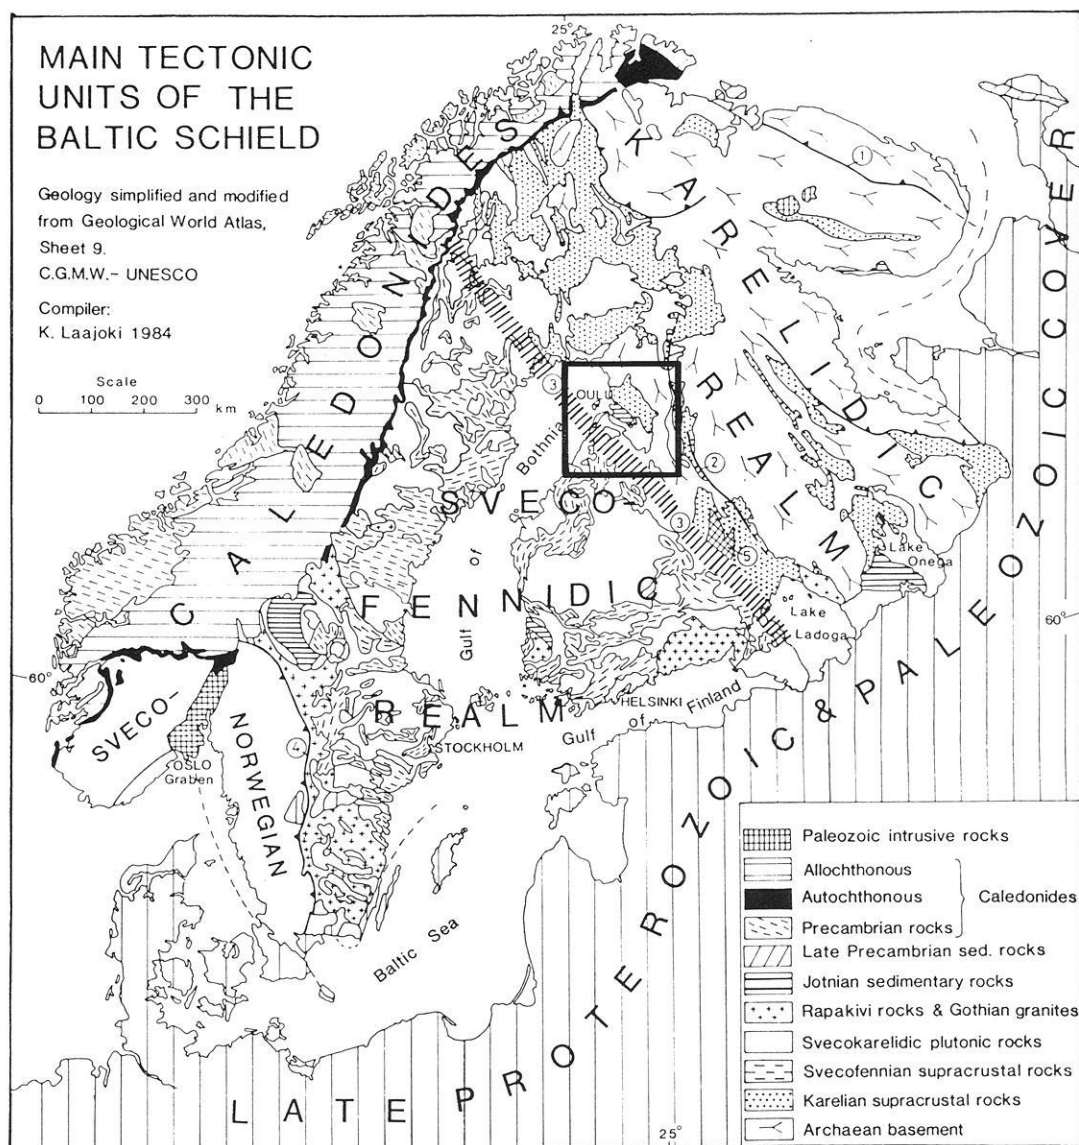 MAIN TECTONIC
UNITS OF THE
BALTIC SCHIELD
Geology simplified and modified
from Geological World Atlas,
Sheet 9.
C.G.M.W.- UNESCO
Compiler:
K. Laajoki 1984
Scale
0 100 200 300 km
25°
CALEDONIDES
KARELIDIC
REALM
1
3
OULU
2
Bothnia
SVECO-
3
5
FENNIDIC
Gulf of
Lake
Onega
Lake
Ladoga
60°
60°
REALM
HELSINKI
Finland
of
Gulf
STOCKHOLM
SVECO-
NORWEGIAN
4
OSLO
Graben
Baltic Sea
LATE PROTEROZOIC & PALEOZOIC COVER
25°
Paleozoic intrusive rocks
Allochthonous
Autochthonous
Caledonides
Precambrian rocks
Late Precambrian sed. rocks
Jotnian sedimentary rocks
Rapakivi rocks & Gothian granites
Svecokarelidic plutonic rocks
Svecofennian supracrustal rocks
Karelian supracrustal rocks
Archaean basement